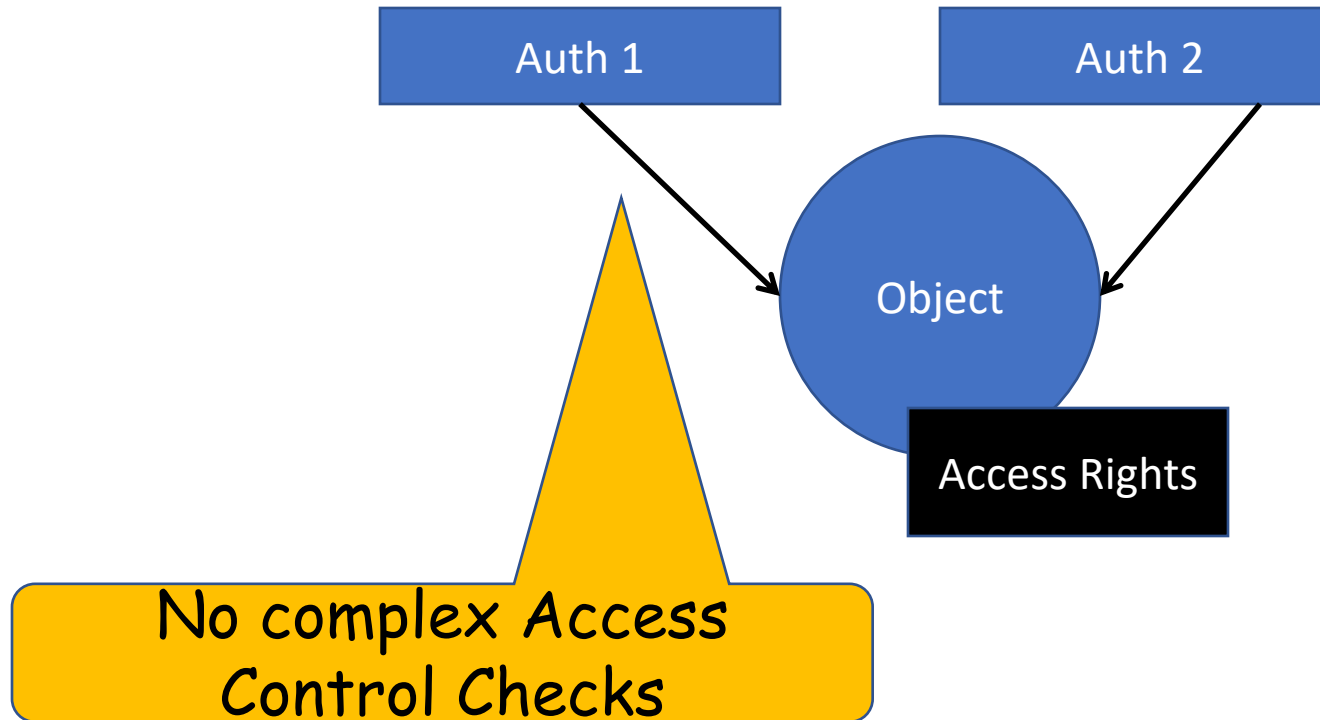 Auth 1
Auth 2
Object
Access Rights
No complex Access
Control Checks